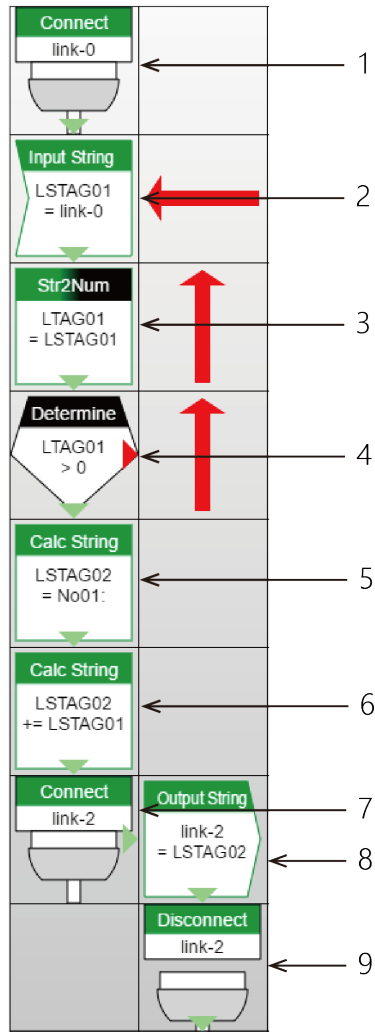 Connect
link-0
1
Input String
LSTAG01
= link-0
2
Str2Num
LTAG01
= LSTAG01
3
Determine
LTAG01
> 0
4
Calc String
LSTAG02
= No01:
5
Calc String
LSTAG02
+= LSTAG01
6
Connect
link-2
7
Output String
link-2
= LSTAG02
8
Disconnect
link-2
9